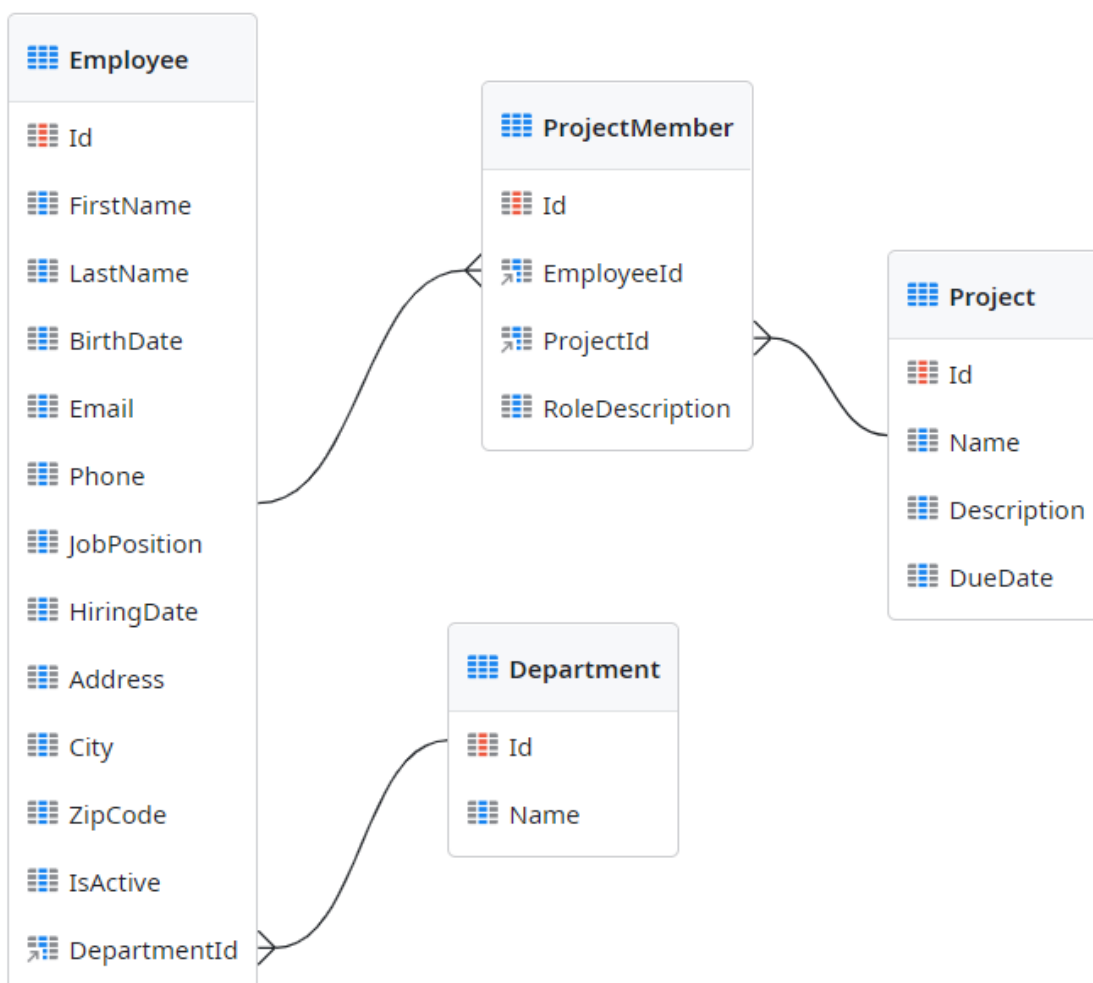 Employee
Id
FirstName
LastName
BirthDate
Email
Phone
JobPosition
HiringDate
Address
City
ZipCode
IsActive
DepartmentId
ProjectMember
Id
EmployeeId
ProjectId
RoleDescription
Project
Id
Name
Description
DueDate
Department
Id
Name